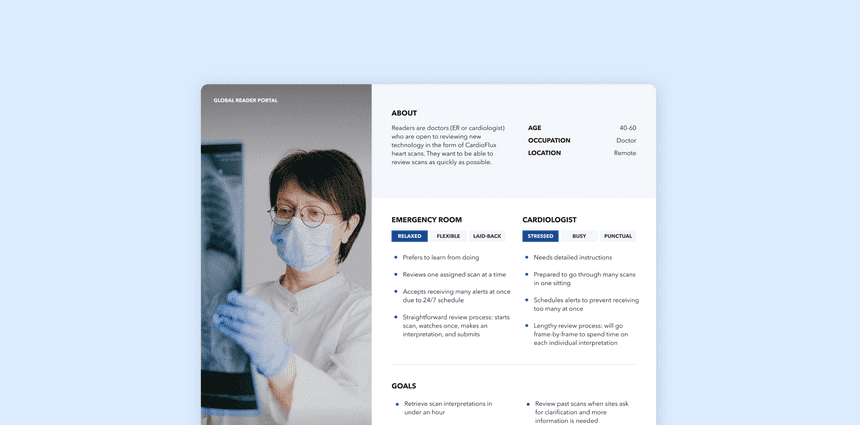 GLOBAL READER PORTAL
ABOUT
Readers are doctors (ER or cardiologist)
who are open to reviewing new
technology in the form of CardioFlux
heart scans. They want to be able to
review scans as quickly as possible.
AGE 40-60
OCCUPATION Doctor
LOCATION Remote
EMERGENCY ROOM
RELAXED FLEXIBLE LAID-BACK
Prefers to learn from doing
Reviews one assigned scan at a time
Accepts receiving many alerts at once
due to 24/7 schedule
Straightforward review process: starts
scan, watches once, makes an
interpretation, and submits
CARDIOLOGIST
STRESSED BUSY PUNCTUAL
Needs detailed instructions
Prepared to go through many scans
in one sitting
Schedules alerts to prevent receiving
too many at once
Lengthy review process: will go
frame-by-frame to spend time on
each individual interpretation
GOALS
Retrieve scan interpretations in
under an hour
Review past scans when sites ask
for clarification and more
information is needed